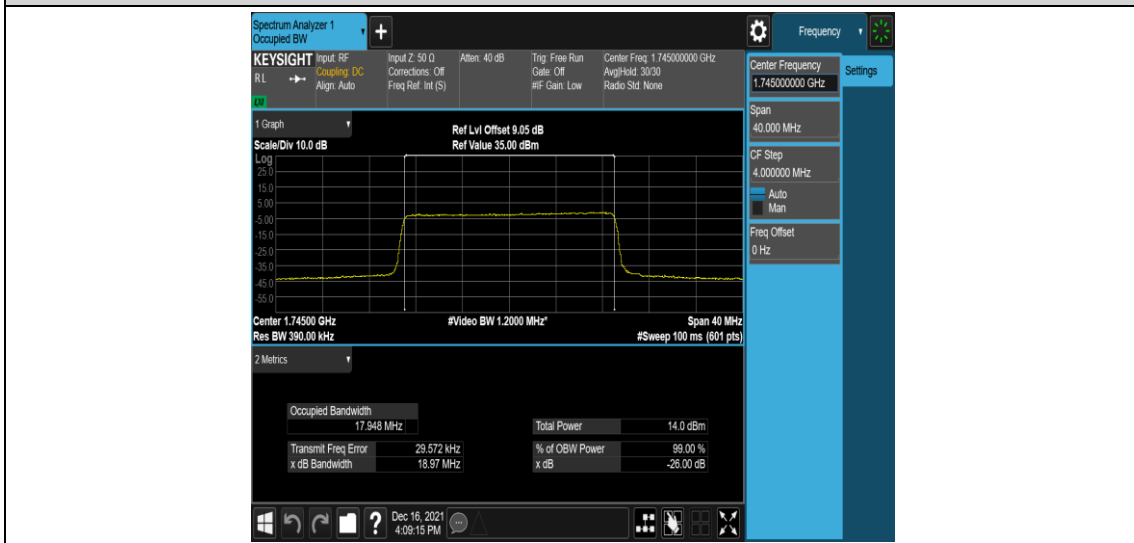 Spectrum Analyzer 1
Occupied BW
Frequency
KEYSIGHT
RL
Input: RF
Coupling: DC
Align: Auto
Input Z: 50 Ω
Corrections: Off
Freq Ref: Int (S)
Atten: 40 dB
Trig: Free Run
Gate: Off
#IF Gain: Low
Center Freq: 1.745000000 GHz
Avg|Hold: 30/30
Radio Std: None
Center Frequency
1.745000000 GHz
Settings
Span
40.000 MHz
CF Step
4.000000 MHz
Auto
Man
Freq Offset
0 Hz
1 Graph
Ref Lvl Offset 9.05 dB
Scale/Div 10.0 dB
Ref Value 35.00 dBm
Log
25.0
15.0
5.00
-5.00
-15.0
-25.0
-35.0
-45.0
-55.0
Center 1.74500 GHz
#Video BW 1.2000 MHz*
Span 40 MHz
Res BW 390.00 kHz
#Sweep 100 ms (601 pts)
2 Metrics
Occupied Bandwidth
17.948 MHz
Total Power 14.0 dBm
Transmit Freq Error 29.572 kHz
% of OBW Power 99.00 %
x dB Bandwidth 18.97 MHz
x dB -26.00 dB
?
Dec 16, 2021
4:09:15 PM